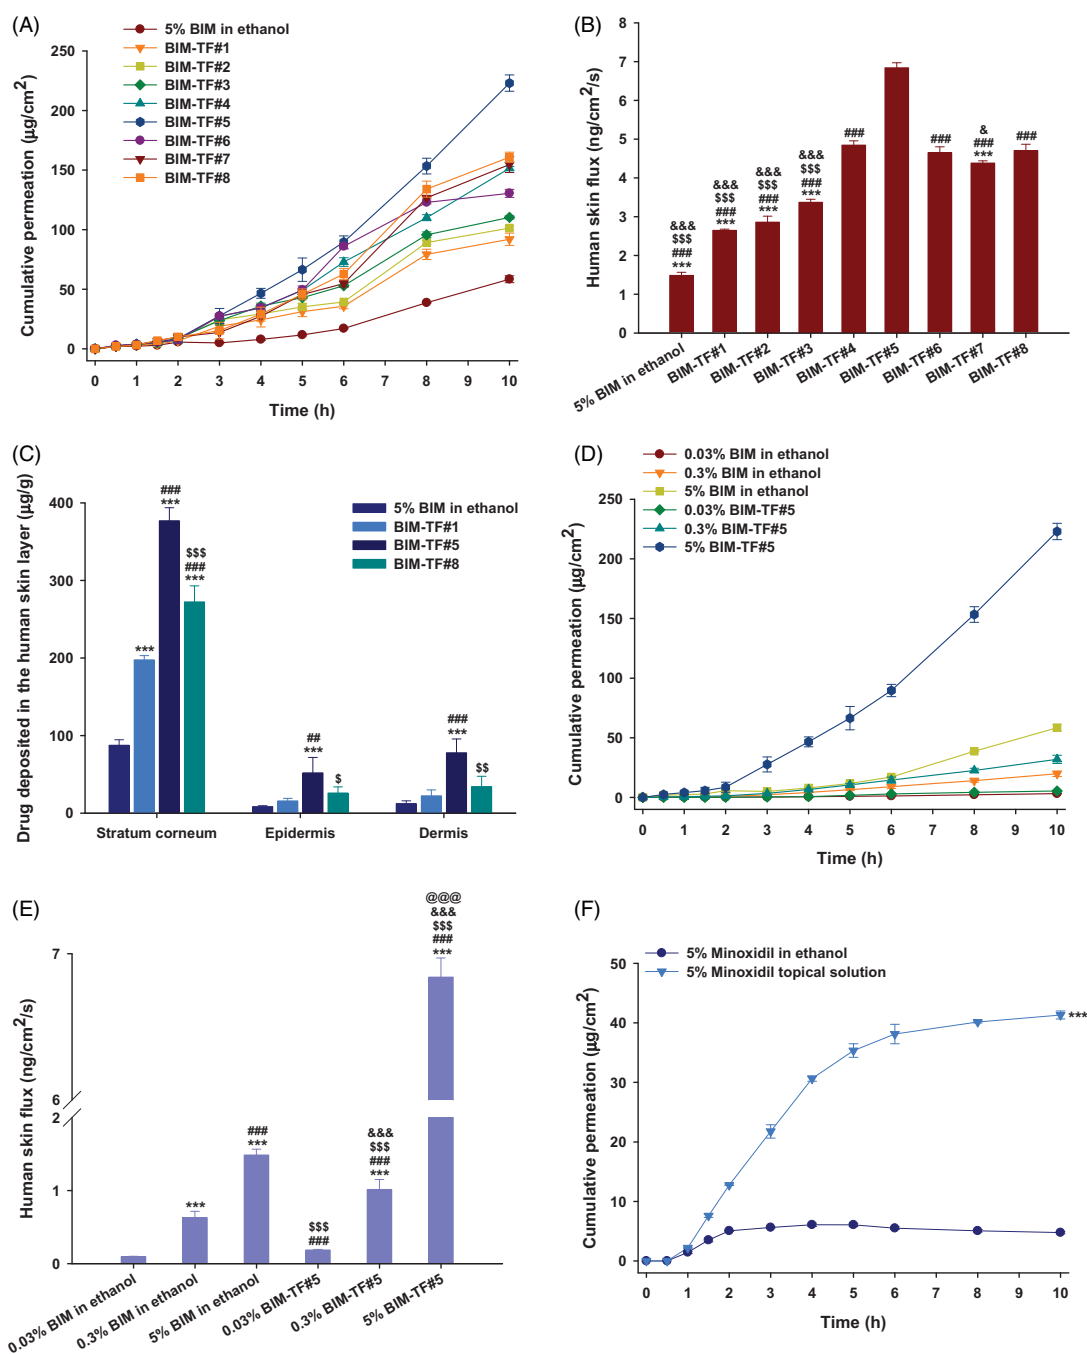 (A)
5% BIM in ethanol
BIM-TF#1
BIM-TF#2
BIM-TF#3
BIM-TF#4
BIM-TF#5
BIM-TF#6
BIM-TF#7
BIM-TF#8
Cumulative permeation (μg/cm²)
250
200
150
100
50
0
0 1 2 3 4 5 6 7 8 9 10
Time (h)
(B)
Human skin flux (ng/cm²/s)
8
7
6
5
4
3
2
1
0
&&&
$$$
###
***
&&&
$$$
###
***
&&&
$$$
###
***
&&&
$$$
###
***
###
###
&
###
***
###
5% BIM in ethanol
BIM-TF#1
BIM-TF#2
BIM-TF#3
BIM-TF#4
BIM-TF#5
BIM-TF#6
BIM-TF#7
BIM-TF#8
(C)
Drug deposited in the human skin layer (μg/g)
400
300
200
100
0
5% BIM in ethanol
BIM-TF#1
BIM-TF#5
BIM-TF#8
***
###
***
$$$
###
***
##
***
$
###
***
$$
Stratum corneum Epidermis Dermis
(D)
0.03% BIM in ethanol
0.3% BIM in ethanol
5% BIM in ethanol
0.03% BIM-TF#5
0.3% BIM-TF#5
5% BIM-TF#5
Cumulative permeation (μg/cm²)
250
200
150
100
50
0
0 1 2 3 4 5 6 7 8 9 10
Time (h)
(E)
Human skin flux (ng/cm²/s)
7
6
2
1
0
***
###
***
$$$
###
&&&
$$$
###
***
@@@
&&&
$$$
###
***
0.03% BIM in ethanol
0.3% BIM in ethanol
5% BIM in ethanol
0.03% BIM-TF#5
0.3% BIM-TF#5
5% BIM-TF#5
(F)
5% Minoxidil in ethanol
5% Minoxidil topical solution
Cumulative permeation (μg/cm²)
50
40
30
20
10
0
***
0 1 2 3 4 5 6 7 8 9 10
Time (h)